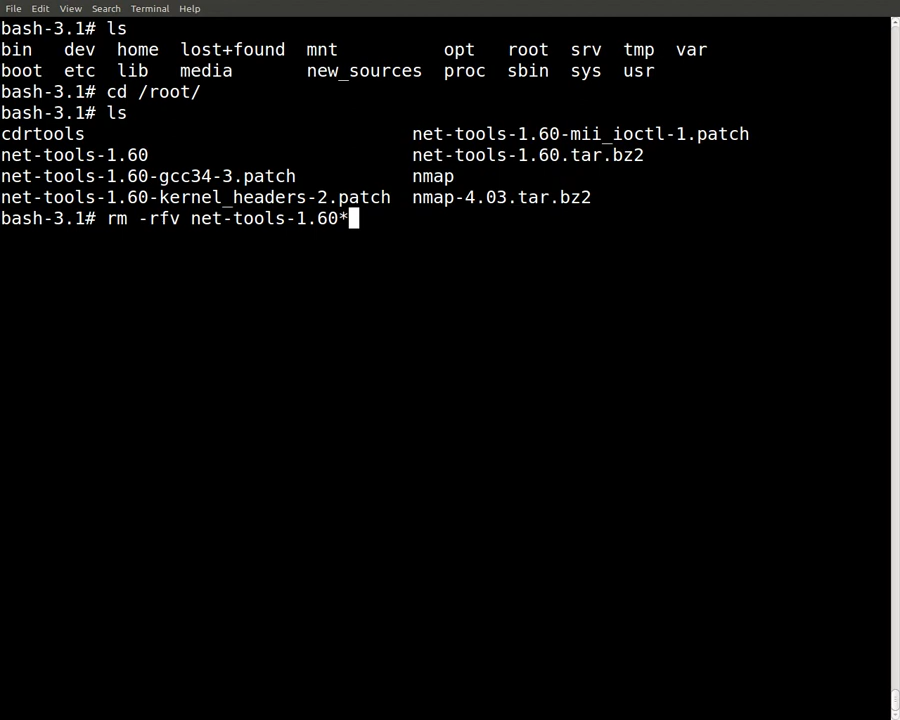 File Edit View Search Terminal Help
bash-3.1# ls
bin   dev  home  lost+found  mnt          opt   root  srv  tmp  var
boot  etc  lib   media       new_sources  proc  sbin  sys  usr
bash-3.1# cd /root/
bash-3.1# ls
cdrtools                               net-tools-1.60-mii_ioctl-1.patch
net-tools-1.60                         net-tools-1.60.tar.bz2
net-tools-1.60-gcc34-3.patch           nmap
net-tools-1.60-kernel_headers-2.patch  nmap-4.03.tar.bz2
bash-3.1# rm -rfv net-tools-1.60*